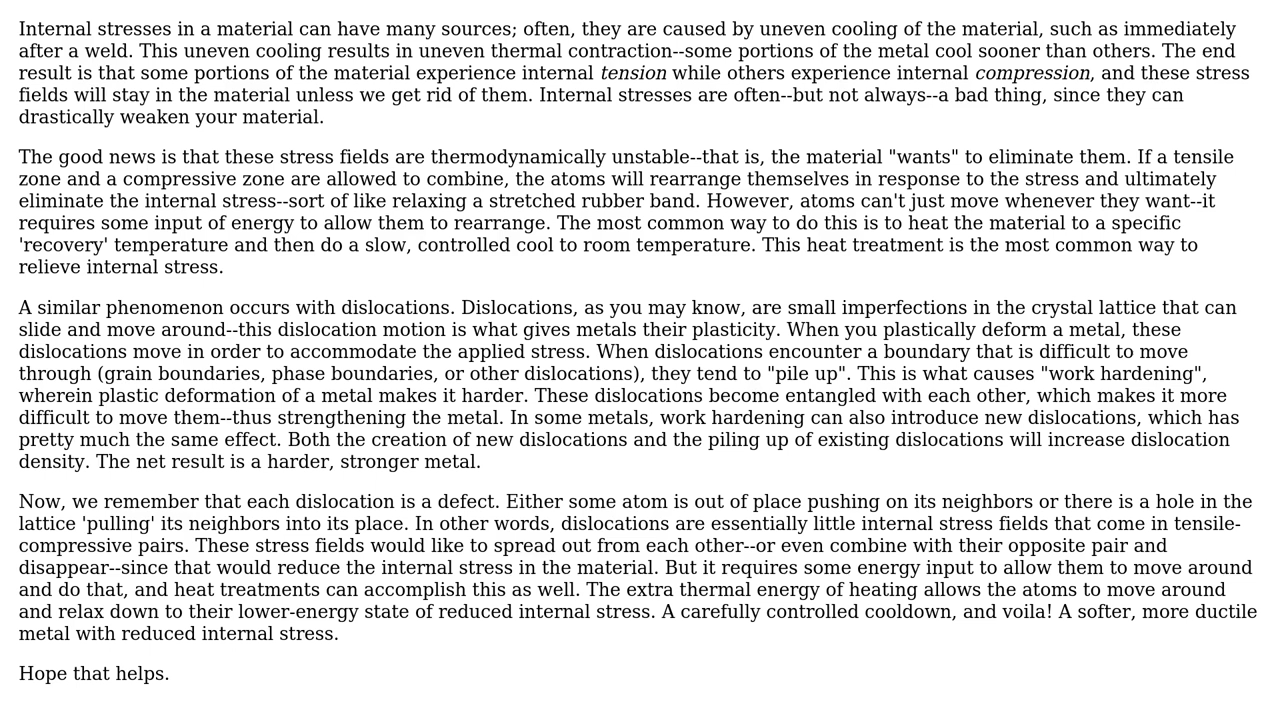 Internal stresses in a material can have many sources; often, they are caused by uneven cooling of the material, such as immediately
after a weld. This uneven cooling results in uneven thermal contraction--some portions of the metal cool sooner than others. The end
result is that some portions of the material experience internal tension while others experience internal compression, and these stress
fields will stay in the material unless we get rid of them. Internal stresses are often--but not always--a bad thing, since they can
drastically weaken your material.
The good news is that these stress fields are thermodynamically unstable--that is, the material "wants" to eliminate them. If a tensile
zone and a compressive zone are allowed to combine, the atoms will rearrange themselves in response to the stress and ultimately
eliminate the internal stress--sort of like relaxing a stretched rubber band. However, atoms can't just move whenever they want--it
requires some input of energy to allow them to rearrange. The most common way to do this is to heat the material to a specific
'recovery' temperature and then do a slow, controlled cool to room temperature. This heat treatment is the most common way to
relieve internal stress.
A similar phenomenon occurs with dislocations. Dislocations, as you may know, are small imperfections in the crystal lattice that can
slide and move around--this dislocation motion is what gives metals their plasticity. When you plastically deform a metal, these
dislocations move in order to accommodate the applied stress. When dislocations encounter a boundary that is difficult to move
through (grain boundaries, phase boundaries, or other dislocations), they tend to "pile up". This is what causes "work hardening",
wherein plastic deformation of a metal makes it harder. These dislocations become entangled with each other, which makes it more
difficult to move them--thus strengthening the metal. In some metals, work hardening can also introduce new dislocations, which has
pretty much the same effect. Both the creation of new dislocations and the piling up of existing dislocations will increase dislocation
density. The net result is a harder, stronger metal.
Now, we remember that each dislocation is a defect. Either some atom is out of place pushing on its neighbors or there is a hole in the
lattice 'pulling' its neighbors into its place. In other words, dislocations are essentially little internal stress fields that come in tensile-
compressive pairs. These stress fields would like to spread out from each other--or even combine with their opposite pair and
disappear--since that would reduce the internal stress in the material. But it requires some energy input to allow them to move around
and do that, and heat treatments can accomplish this as well. The extra thermal energy of heating allows the atoms to move around
and relax down to their lower-energy state of reduced internal stress. A carefully controlled cooldown, and voila! A softer, more ductile
metal with reduced internal stress.
Hope that helps.